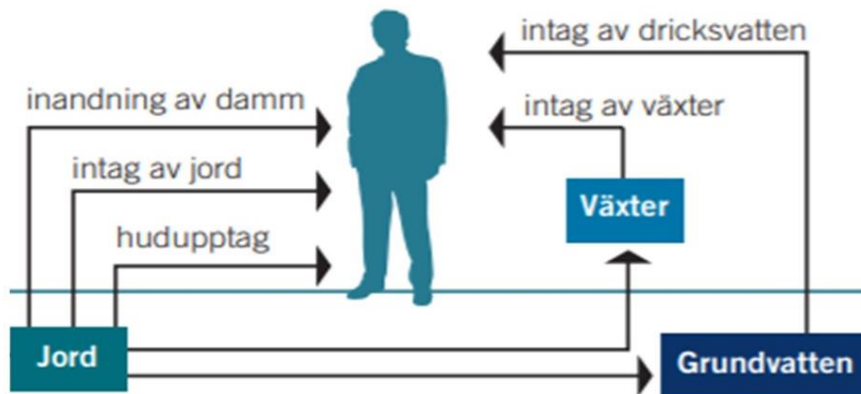 intag av dricksvatten
inandning av damm
intag av växter
intag av jord
Växter
hudupptag
Jord
Grundvatten